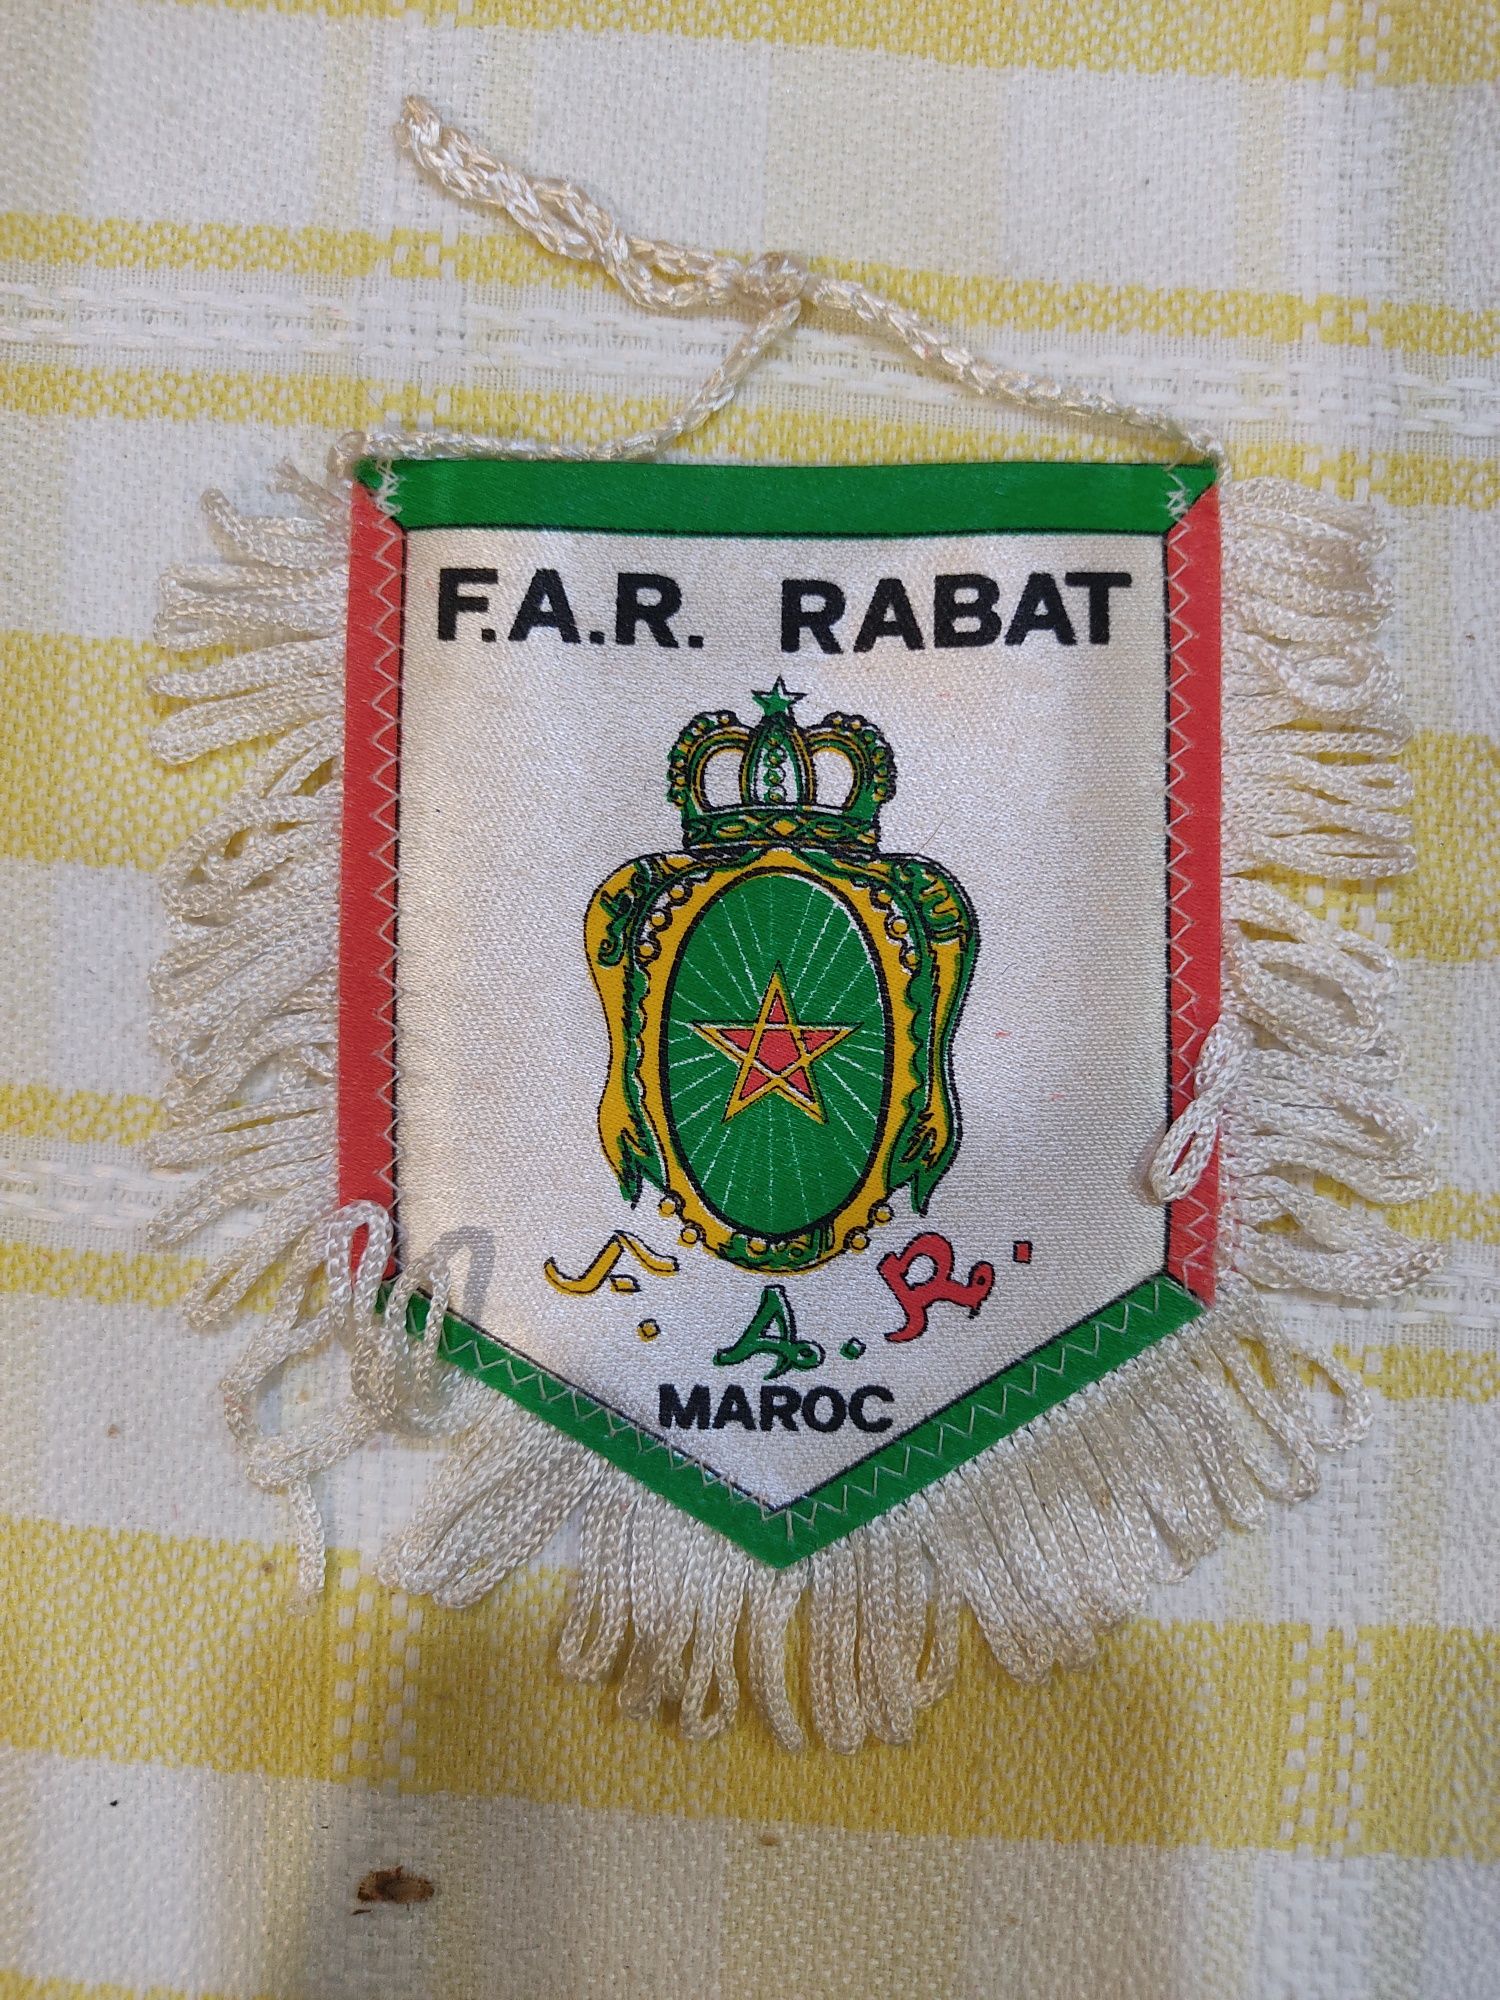 F.A.R. RABAT
F. A. R.
MAROC